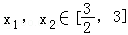 x₁, x₂∈[3/2, 3]